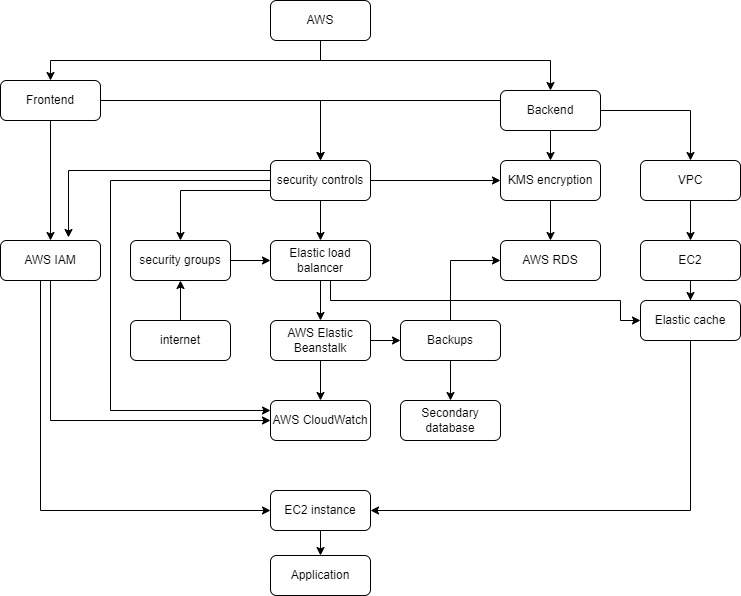 AWS
Frontend
Backend
security controls
KMS encryption
VPC
AWS IAM
security groups
Elastic load
balancer
AWS RDS
EC2
internet
AWS Elastic
Beanstalk
Backups
Elastic cache
AWS CloudWatch
Secondary
database
EC2 instance
Application